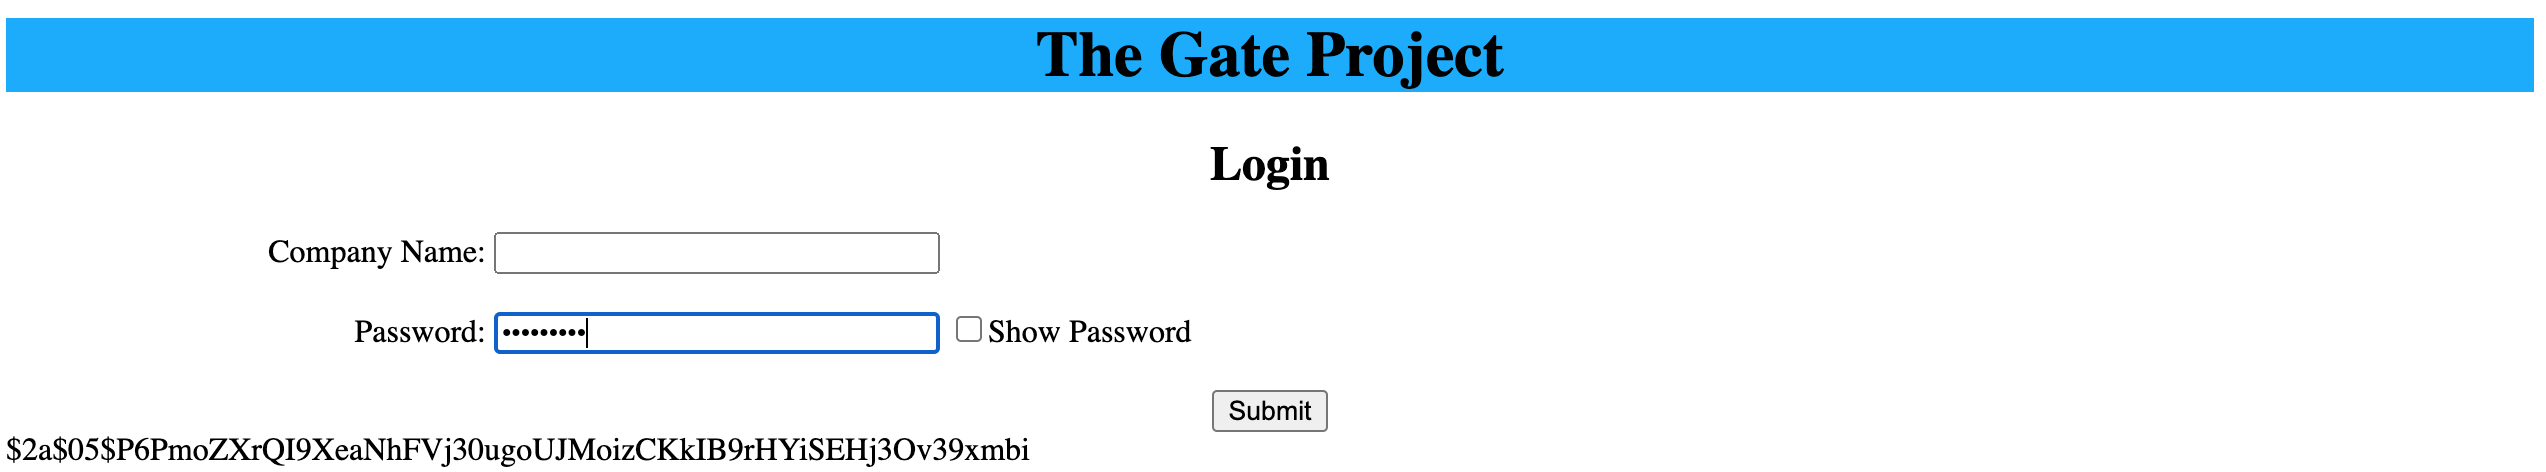 The Gate Project
Login
Company Name:
Password: •••••••••
Show Password
Submit
$2a$05$P6PmoZXrQI9XeaNhFVj30ugoUJMoizCKkIB9rHYiSEHj3Ov39xmbi